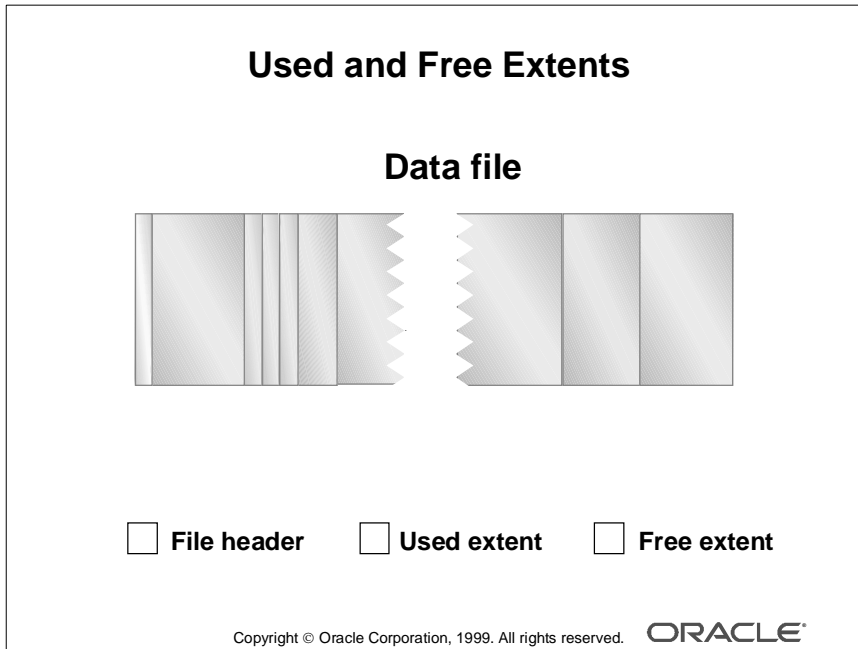 Used and Free Extents
Data file
File header Used extent Free extent
Copyright © Oracle Corporation, 1999. All rights reserved. ORACLE®